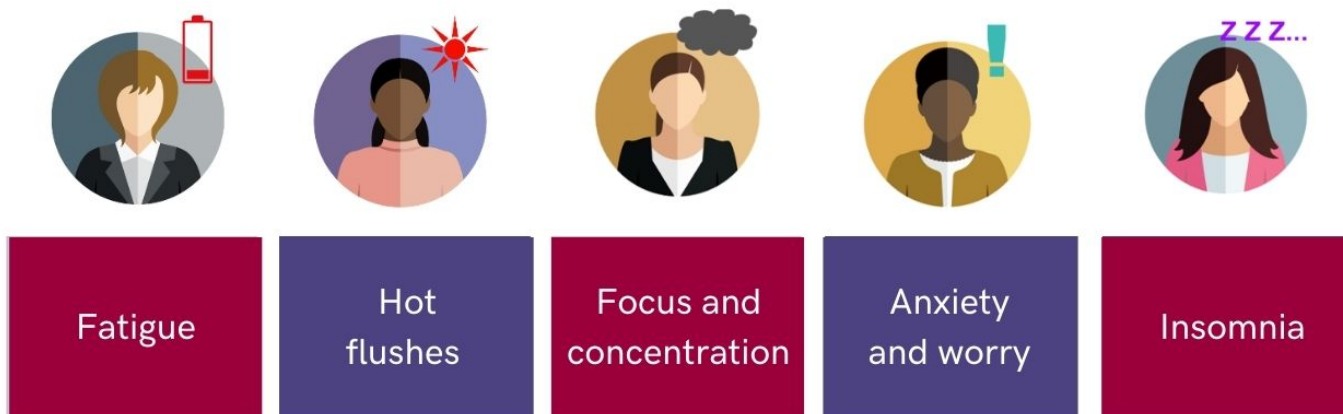 Z Z Z...
Fatigue
Hot
flushes
Focus and
concentration
Anxiety
and worry
Insomnia